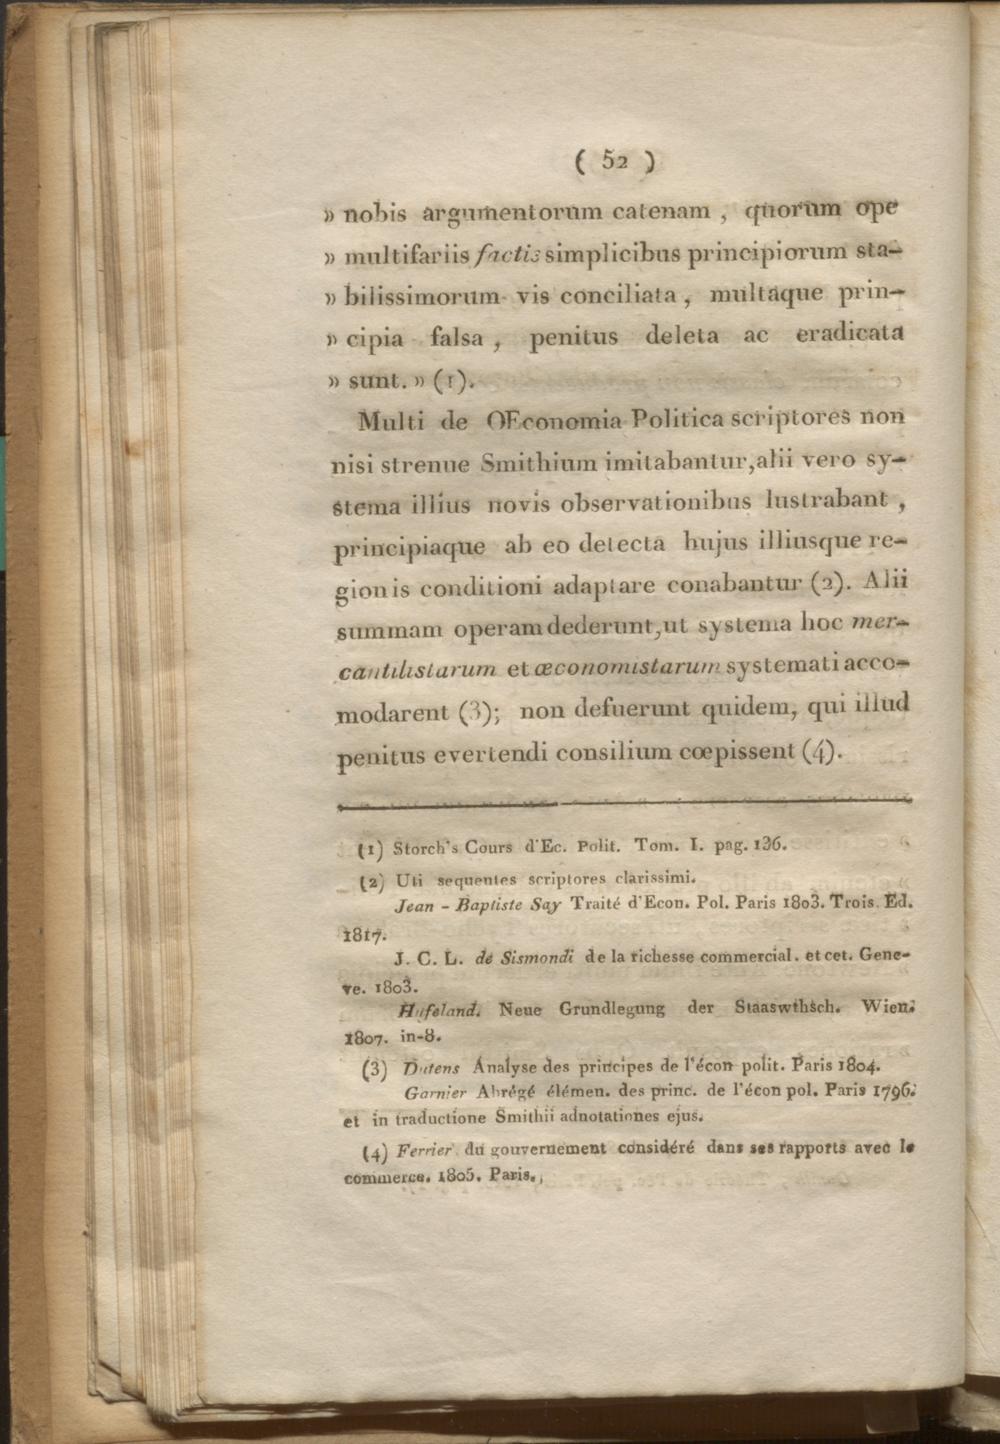 ( 52 )
» nobis argumentorum catenam , quorum ope
» multifariis factis simplicibus principiorum sta-
» bilissimorum vis conciliata , multaque prin-
» cipia falsa , penitus deleta ac eradicata
» sunt. » (1).
Multi de OEconomia Politica scriptores non
nisi strenue Smithium imitabantur, alii vero sy-
stema illius novis observationibus lustrabant ,
principiaque ab eo detecta hujus illiusque re-
gionis conditioni adaptare conabantur (2). Alii
summam operam dederunt, ut systema hoc mer-
cantilistarum et œconomistarum systemati acco-
modarent (3); non defuerunt quidem, qui illud
penitus evertendi consilium cœpissent (4).
(1) Storch's Cours d'Ec. Polit. Tom. I. pag. 136.
(2) Uti sequentes scriptores clarissimi.
Jean - Baptiste Say Traité d'Econ. Pol. Paris 1803. Trois. Ed.
1817.
J. C. L. de Sismondi de la richesse commercial. et cet. Gene-
ve. 1803.
Hufeland. Neue Grundlegung der Staaswthsch. Wien.
1807. in-8.
(3) Dutens Analyse des principes de l'écon polit. Paris 1804.
Garnier Abrégé élémen. des princ. de l'écon pol. Paris 1796.
et in traductione Smithii adnotationes ejus.
(4) Ferrier du gouvernement considéré dans ses rapports avec le
commerce. 1805. Paris.